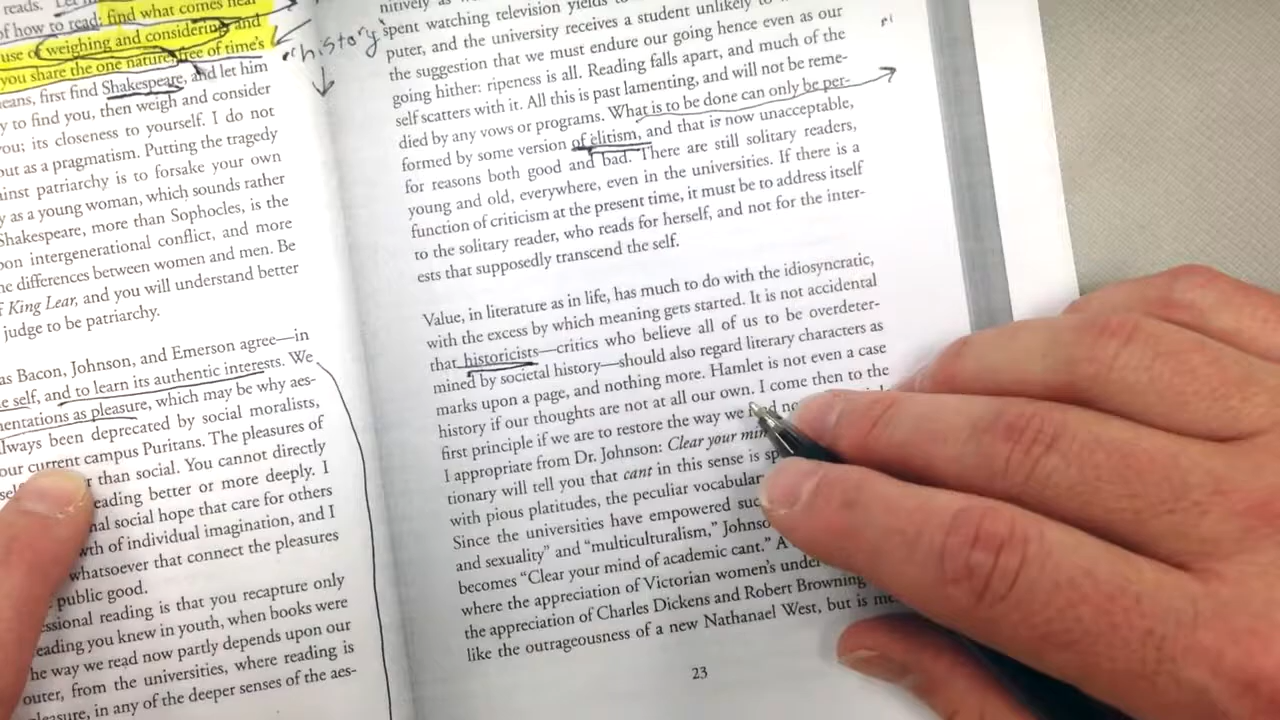 reads.
of how to read, find what comes near
use of weighing and considering and
you share the one nature free of time's
eans, first find Shakespeare, and let him
y to find you, then weigh and consider
you; its closeness to yourself. I do not
out as a pragmatism. Putting the tragedy
inst patriarchy is to forsake your own
y as a young woman, which sounds rather
Shakespeare, more than Sophocles, is the
on intergenerational conflict, and more
he differences between women and men. Be
f King Lear, and you will understand better
judge to be patriarchy.
as Bacon, Johnson, and Emerson agree—in
e self, and to learn its authentic interests. We
mentations as pleasure, which may be why aes-
lways been deprecated by social moralists,
our current campus Puritans. The pleasures of
r than social. You cannot directly
eading better or more deeply. I
nal social hope that care for others
wth of individual imagination, and I
whatsoever that connect the pleasures
public good.
ssional reading is that you recapture only
eading you knew in youth, when books were
he way we read now partly depends upon our
outer, from the universities, where reading is
pleasure, in any of the deeper senses of the aes-
history
nitively as
spent watching television yields to
puter, and the university receives a student unlikely to
the suggestion that we must endure our going hence even as our
going hither: ripeness is all. Reading falls apart, and much of the
self scatters with it. All this is past lamenting, and will not be reme-
died by any vows or programs. What is to be done can only be per-
formed by some version of elitism, and that is now unacceptable,
for reasons both good and bad. There are still solitary readers,
young and old, everywhere, even in the universities. If there is a
function of criticism at the present time, it must be to address itself
to the solitary reader, who reads for herself, and not for the inter-
ests that supposedly transcend the self.
Value, in literature as in life, has much to do with the idiosyncratic,
with the excess by which meaning gets started. It is not accidental
that historicists—critics who believe all of us to be overdeter-
mined by societal history—should also regard literary characters as
marks upon a page, and nothing more. Hamlet is not even a case
history if our thoughts are not at all our own. I come then to the
first principle if we are to restore the way we
I appropriate from Dr. Johnson: Clear your min
tionary will tell you that cant in this sense is sp
with pious platitudes, the peculiar vocabular
Since the universities have empowered suc
and sexuality" and "multiculturalism," Johnso
becomes "Clear your mind of academic cant." A
where the appreciation of Victorian women's under
the appreciation of Charles Dickens and Robert Browning
like the outrageousness of a new Nathanael West, but is me
23